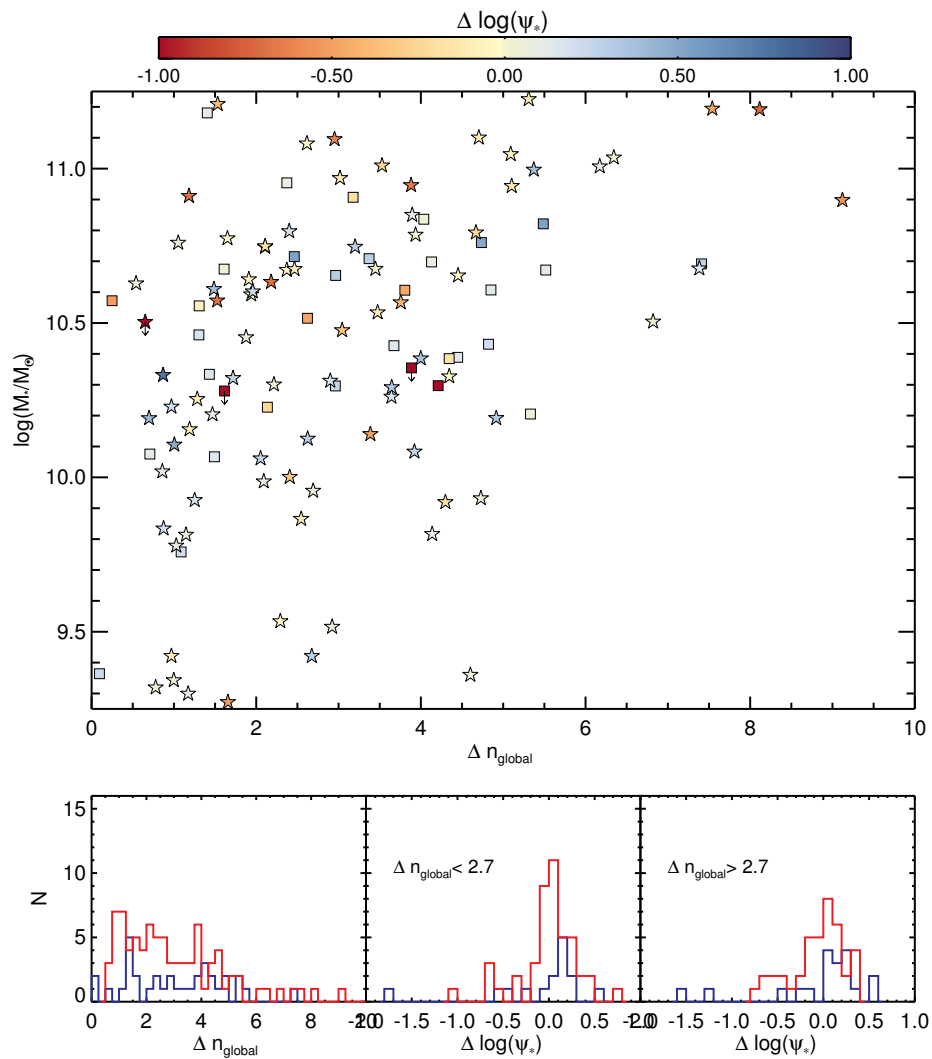 Δ log(ψ*)
-1.00 -0.50 0.00 0.50 1.00
11.0
10.5
10.0
9.5
log(M*/M☉)
0 2 4 6 8 10
Δ n_global
15
10
5
0
N
Δ n_global < 2.7
Δ n_global > 2.7
0 2 4 6 8 -2.0 -1.5 -1.0 -0.5 0.0 0.5 -2.0 -1.5 -1.0 -0.5 0.0 0.5 1.0
Δ n_global Δ log(ψ*) Δ log(ψ*)